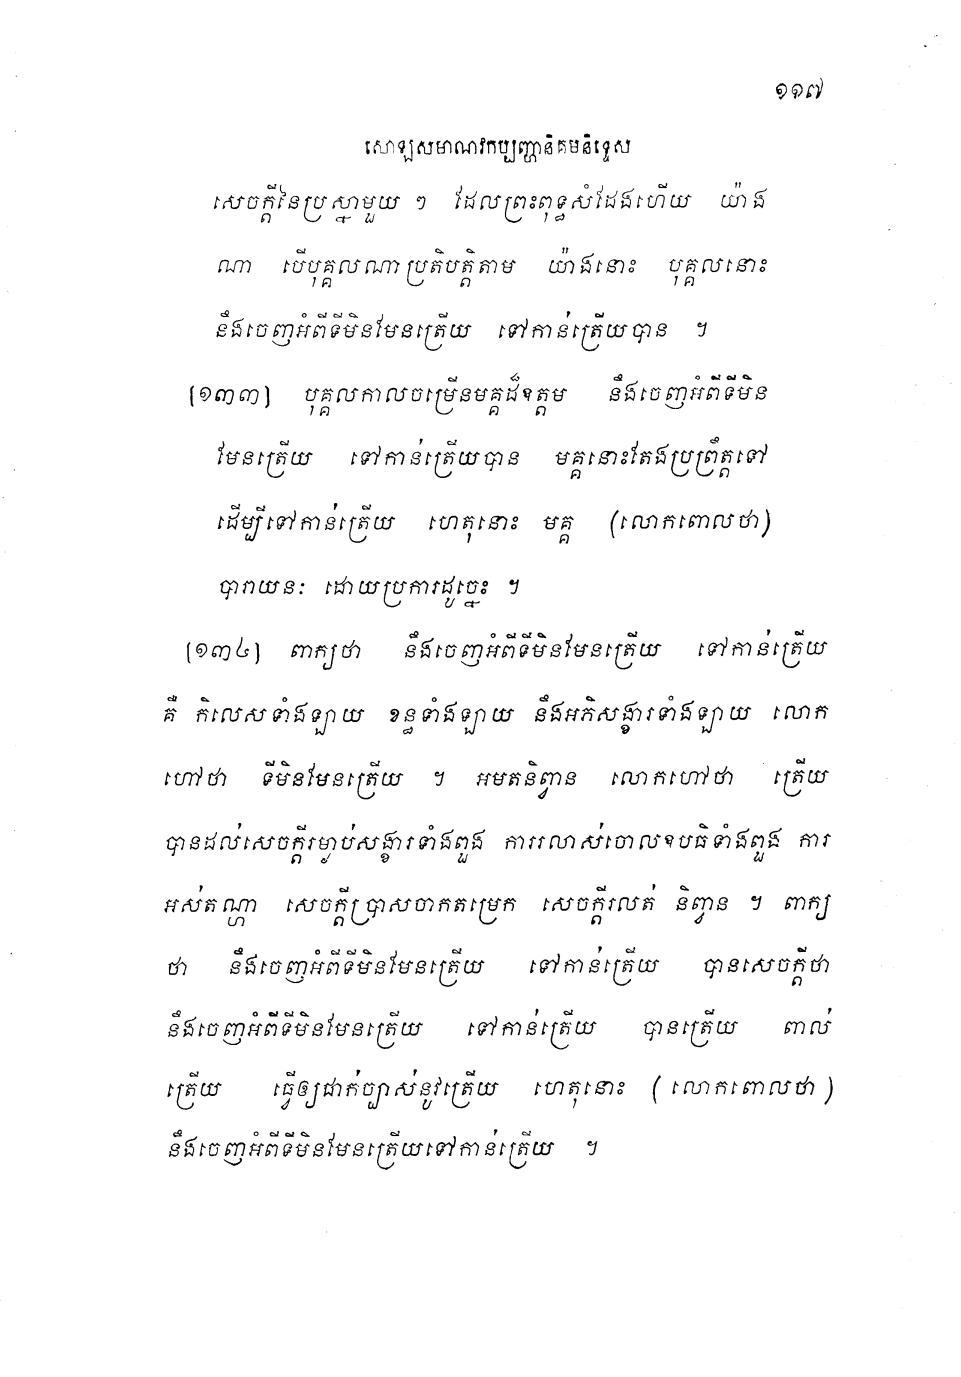 ១១៧
សោឡសមាណវកប្បញ្ហានិគមនិទ្ទេស
សេចក្ដីនៃប្រស្នាមួយ ៗ ដែលព្រះពុទ្ធសំដែងហើយ យ៉ាង
ណា បើបុគ្គលណាប្រតិបត្តិតាម យ៉ាងនោះ បុគ្គលនោះ
នឹងចេញអំពីទីមិនមែនត្រើយ ទៅកាន់ត្រើយបាន ។
[១៣៣] បុគ្គលកាលចម្រើនមគ្គដ៏ឧត្តម នឹងចេញអំពីទីមិន
មែនត្រើយ ទៅកាន់ត្រើយបាន មគ្គនោះតែងប្រព្រឹត្តទៅ
ដើម្បីទៅកាន់ត្រើយ ហេតុនោះ មគ្គ (លោកពោលថា)
បារាយនៈ ដោយប្រការដូច្នេះ ។
[១៣៤] ពាក្យថា នឹងចេញអំពីទីមិនមែនត្រើយ ទៅកាន់ត្រើយ
គឺ កិលេសទាំងឡាយ ខន្ធទាំងឡាយ នឹងអភិសង្ខារទាំងឡាយ លោក
ហៅថា ទីមិនមែនត្រើយ ។ អមតនិព្វាន លោកហៅថា ត្រើយ
បានដល់សេចក្ដីរម្ងាប់សង្ខារទាំងពួង ការរលាស់ចោលឧបធិទាំងពួង ការ
អស់តណ្ហា សេចក្ដីប្រាសចាកតម្រេក សេចក្ដីរលត់ និព្វាន ។ ពាក្យ
ថា នឹងចេញអំពីទីមិនមែនត្រើយ ទៅកាន់ត្រើយ បានសេចក្ដីថា
នឹងចេញអំពីទីមិនមែនត្រើយ ទៅកាន់ត្រើយ បានត្រើយ ពាល់
ត្រើយ ធ្វើឲ្យជាក់ច្បាស់នូវត្រើយ ហេតុនោះ (លោកពោលថា)
នឹងចេញអំពីទីមិនមែនត្រើយទៅកាន់ត្រើយ ។